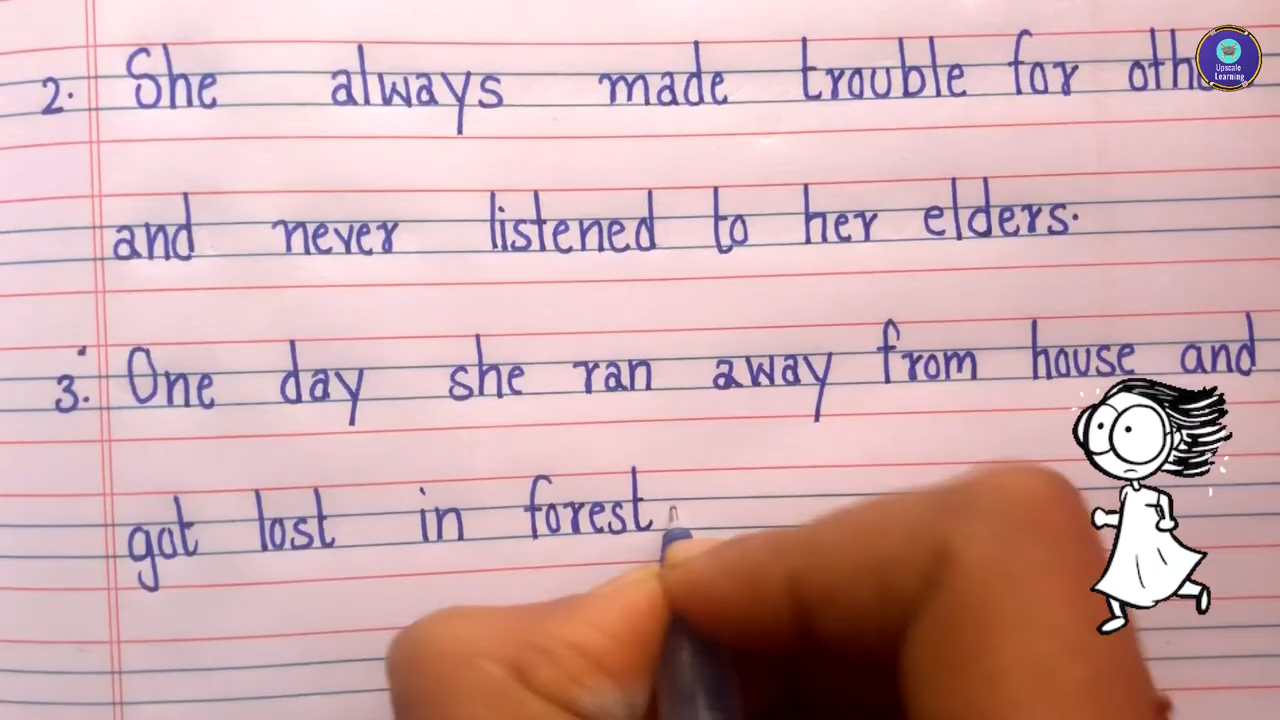 2. She always made trouble for oth
and never listened to her elders.
3. One day she ran away from house and
got lost in forest
Upscale
Learning